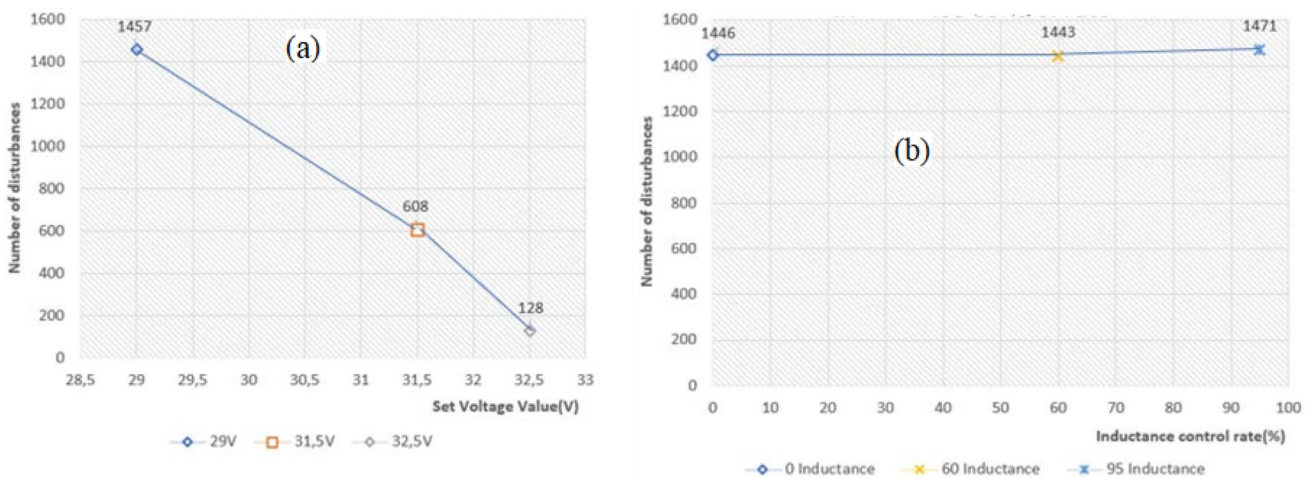 1600
1400
1200
1000
800
600
400
200
0
Number of disturbances
1457
(a)
608
128
28,5 29 29,5 30 30,5 31 31,5 32 32,5 33
Set Voltage Value(V)
29V 31,5V 32,5V
1600
1400
1200
1000
800
600
400
200
0
Number of disturbances
1446 1443 1471
(b)
0 10 20 30 40 50 60 70 80 90 100
Inductance control rate(%)
0 Inductance 60 Inductance 95 Inductance